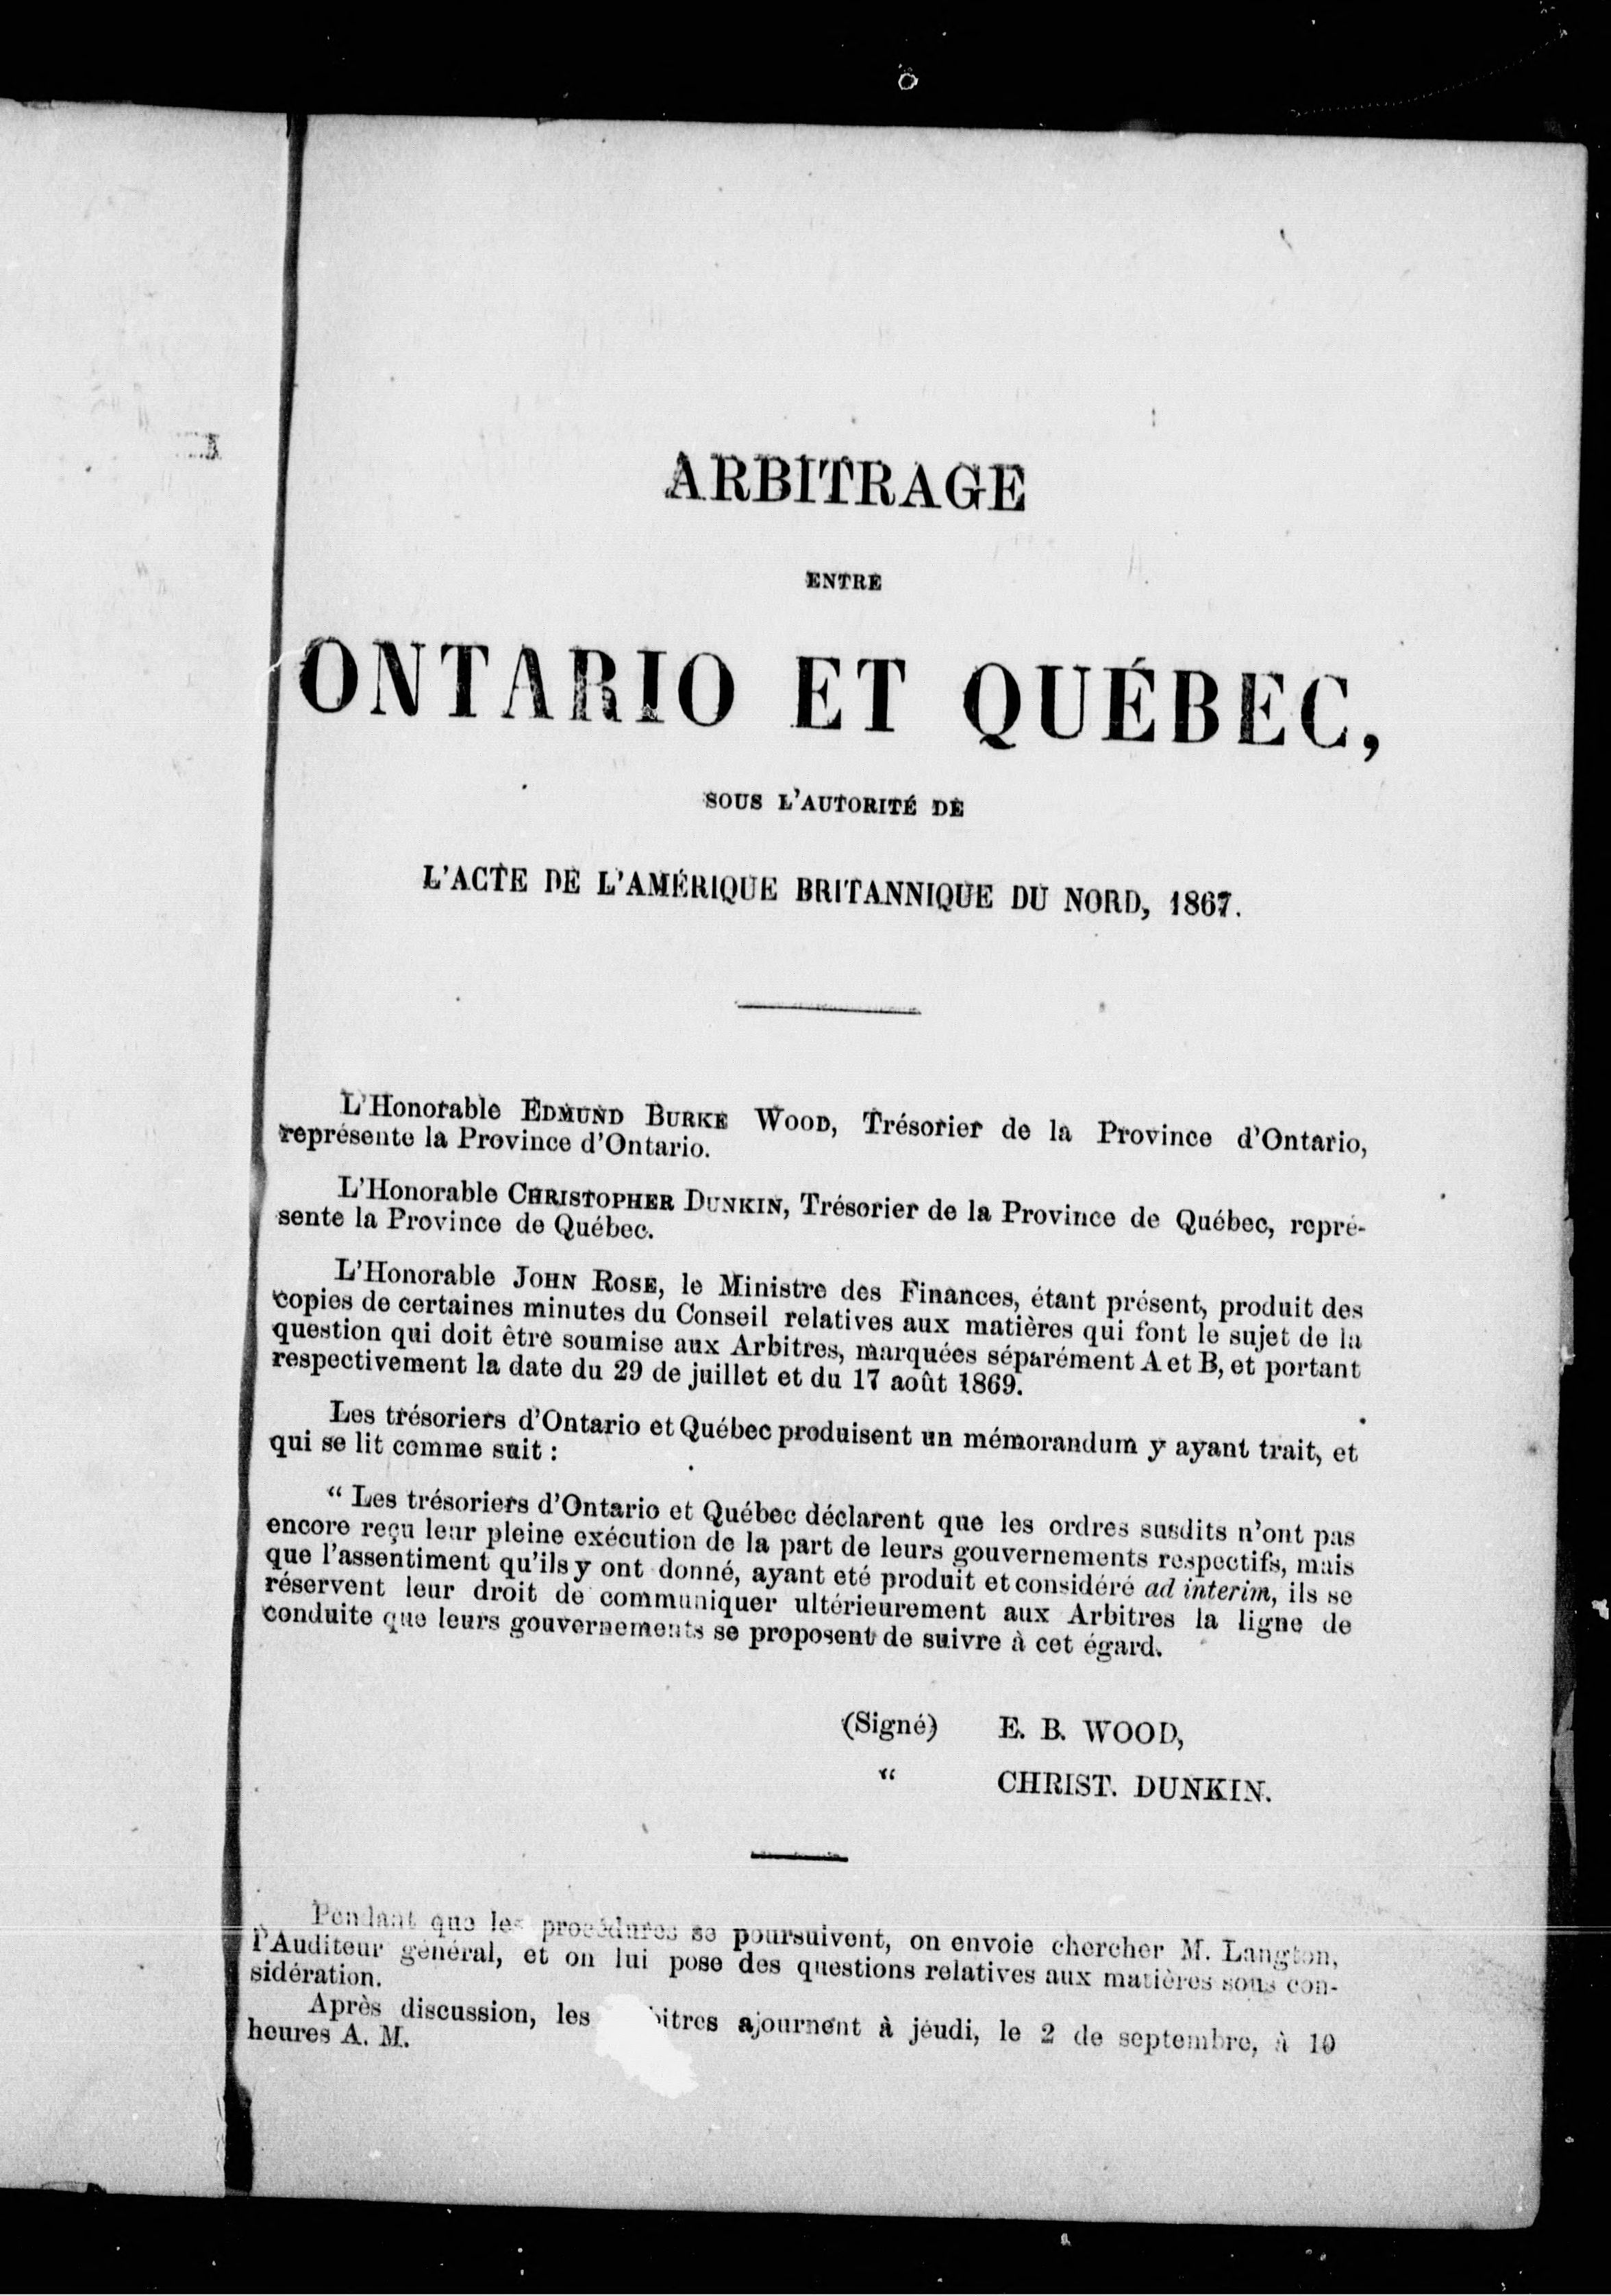 ARBITRAGE
ENTRE
ONTARIO ET QUÉBEC,
SOUS L'AUTORITÉ DE
L'ACTE DE L'AMÉRIQUE BRITANNIQUE DU NORD, 1867.
L'Honorable EDMUND BURKE WOOD, Trésorier de la Province d'Ontario,
représente la Province d'Ontario.
L'Honorable CHRISTOPHER DUNKIN, Trésorier de la Province de Québec, repré-
sente la Province de Québec.
L'Honorable JOHN ROSE, le Ministre des Finances, étant présent, produit des
copies de certaines minutes du Conseil relatives aux matières qui font le sujet de la
question qui doit être soumise aux Arbitres, marquées séparément A et B, et portant
respectivement la date du 29 de juillet et du 17 août 1869.
Les trésoriers d'Ontario et Québec produisent un mémorandum y ayant trait, et
qui se lit comme suit :
“ Les trésoriers d'Ontario et Québec déclarent que les ordres susdits n'ont pas
encore reçu leur pleine exécution de la part de leurs gouvernements respectifs, mais
que l'assentiment qu'ils y ont donné, ayant eté produit et considéré ad interim, ils se
réservent leur droit de communiquer ultérieurement aux Arbitres la ligne de
conduite que leurs gouvernements se proposent de suivre à cet égard.
(Signé) E. B. WOOD,
“ CHRIST. DUNKIN.
Pendant que les procédures se poursuivent, on envoie chercher M. Langton,
l'Auditeur général, et on lui pose des questions relatives aux matières sous con-
sidération.
Après discussion, les bitres ajournent à jeudi, le 2 de septembre, à 10
heures A. M.